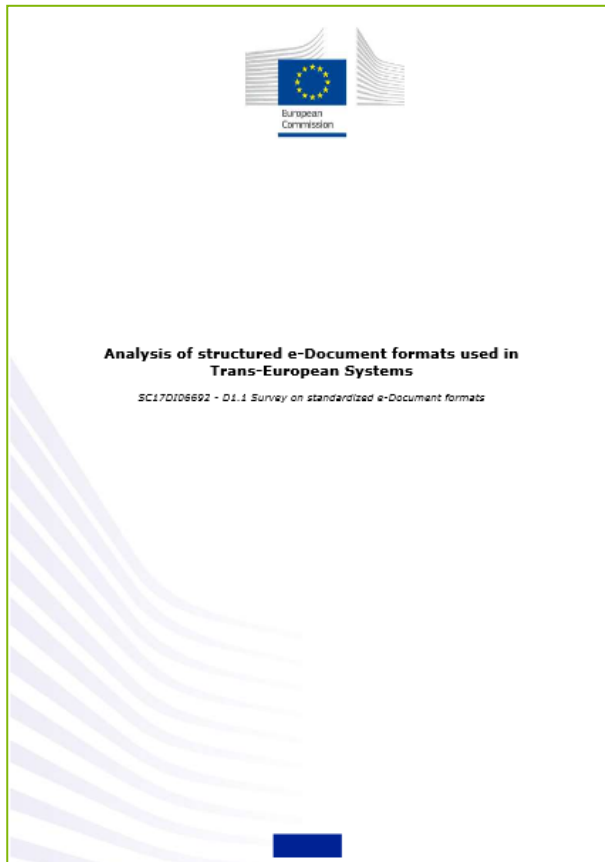 European
Commission
Analysis of structured e-Document formats used in
Trans-European Systems
SC17DI06692 - D1.1 Survey on standardized e-Document formats